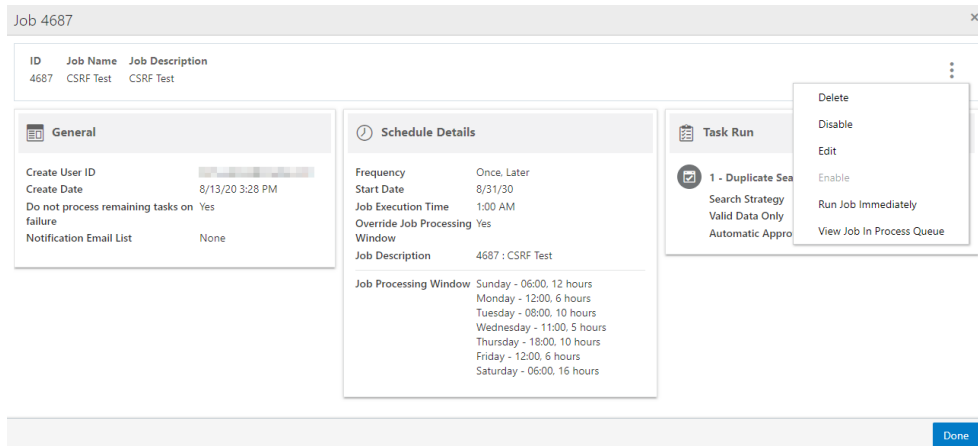 Job 4687
ID Job Name Job Description
4687 CSRF Test CSRF Test
Delete
Disable
Edit
Enable
Run Job Immediately
View Job In Process Queue
General
Create User ID
Create Date 8/13/20 3:28 PM
Do not process remaining tasks on Yes
failure
Notification Email List None
Schedule Details
Frequency Once, Later
Start Date 8/31/30
Job Execution Time 1:00 AM
Override Job Processing Yes
Window
Job Description 4687 : CSRF Test
Job Processing Window Sunday - 06:00, 12 hours
Monday - 12:00, 6 hours
Tuesday - 08:00, 10 hours
Wednesday - 11:00, 5 hours
Thursday - 18:00, 10 hours
Friday - 12:00, 6 hours
Saturday - 06:00, 16 hours
Task Run
1 - Duplicate Sea
Search Strategy
Valid Data Only
Automatic Appro
Done